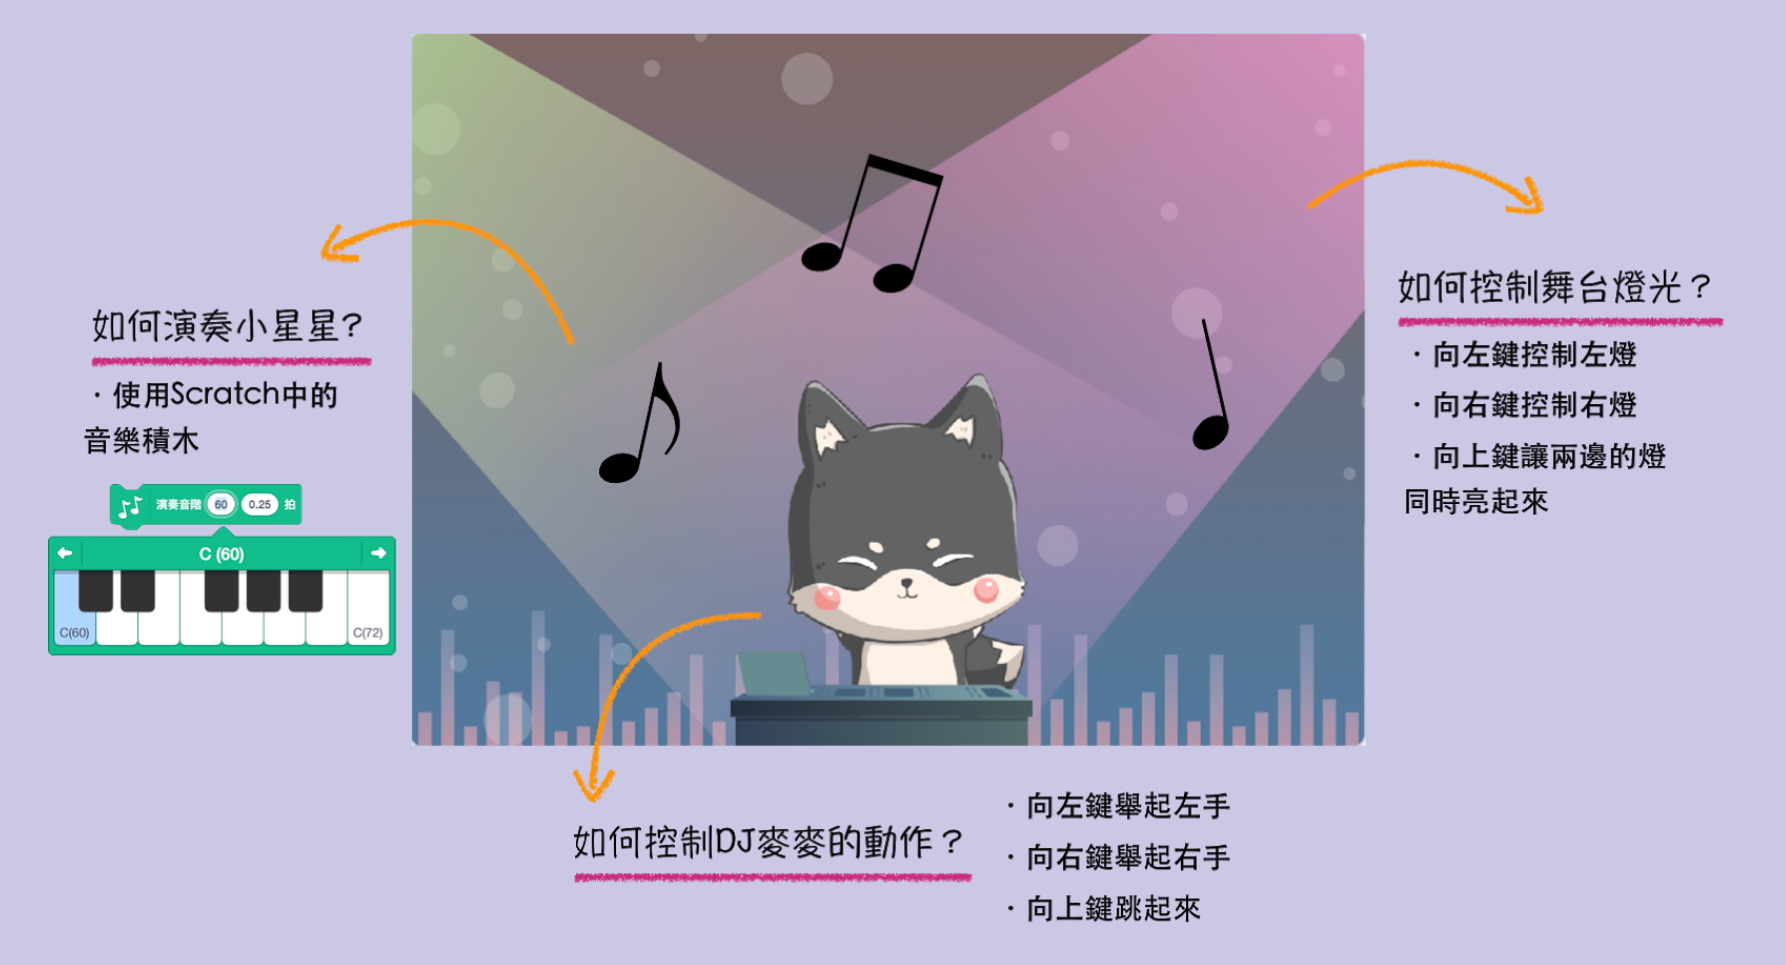 如何演奏小星星?
·使用Scratch中的
音樂積木
演奏音階 60 0.25 拍
C (60)
C(60) C(72)
如何控制舞台燈光?
·向左鍵控制左燈
·向右鍵控制右燈
·向上鍵讓兩邊的燈
同時亮起來
如何控制DJ麥麥的動作?
·向左鍵舉起左手
·向右鍵舉起右手
·向上鍵跳起來